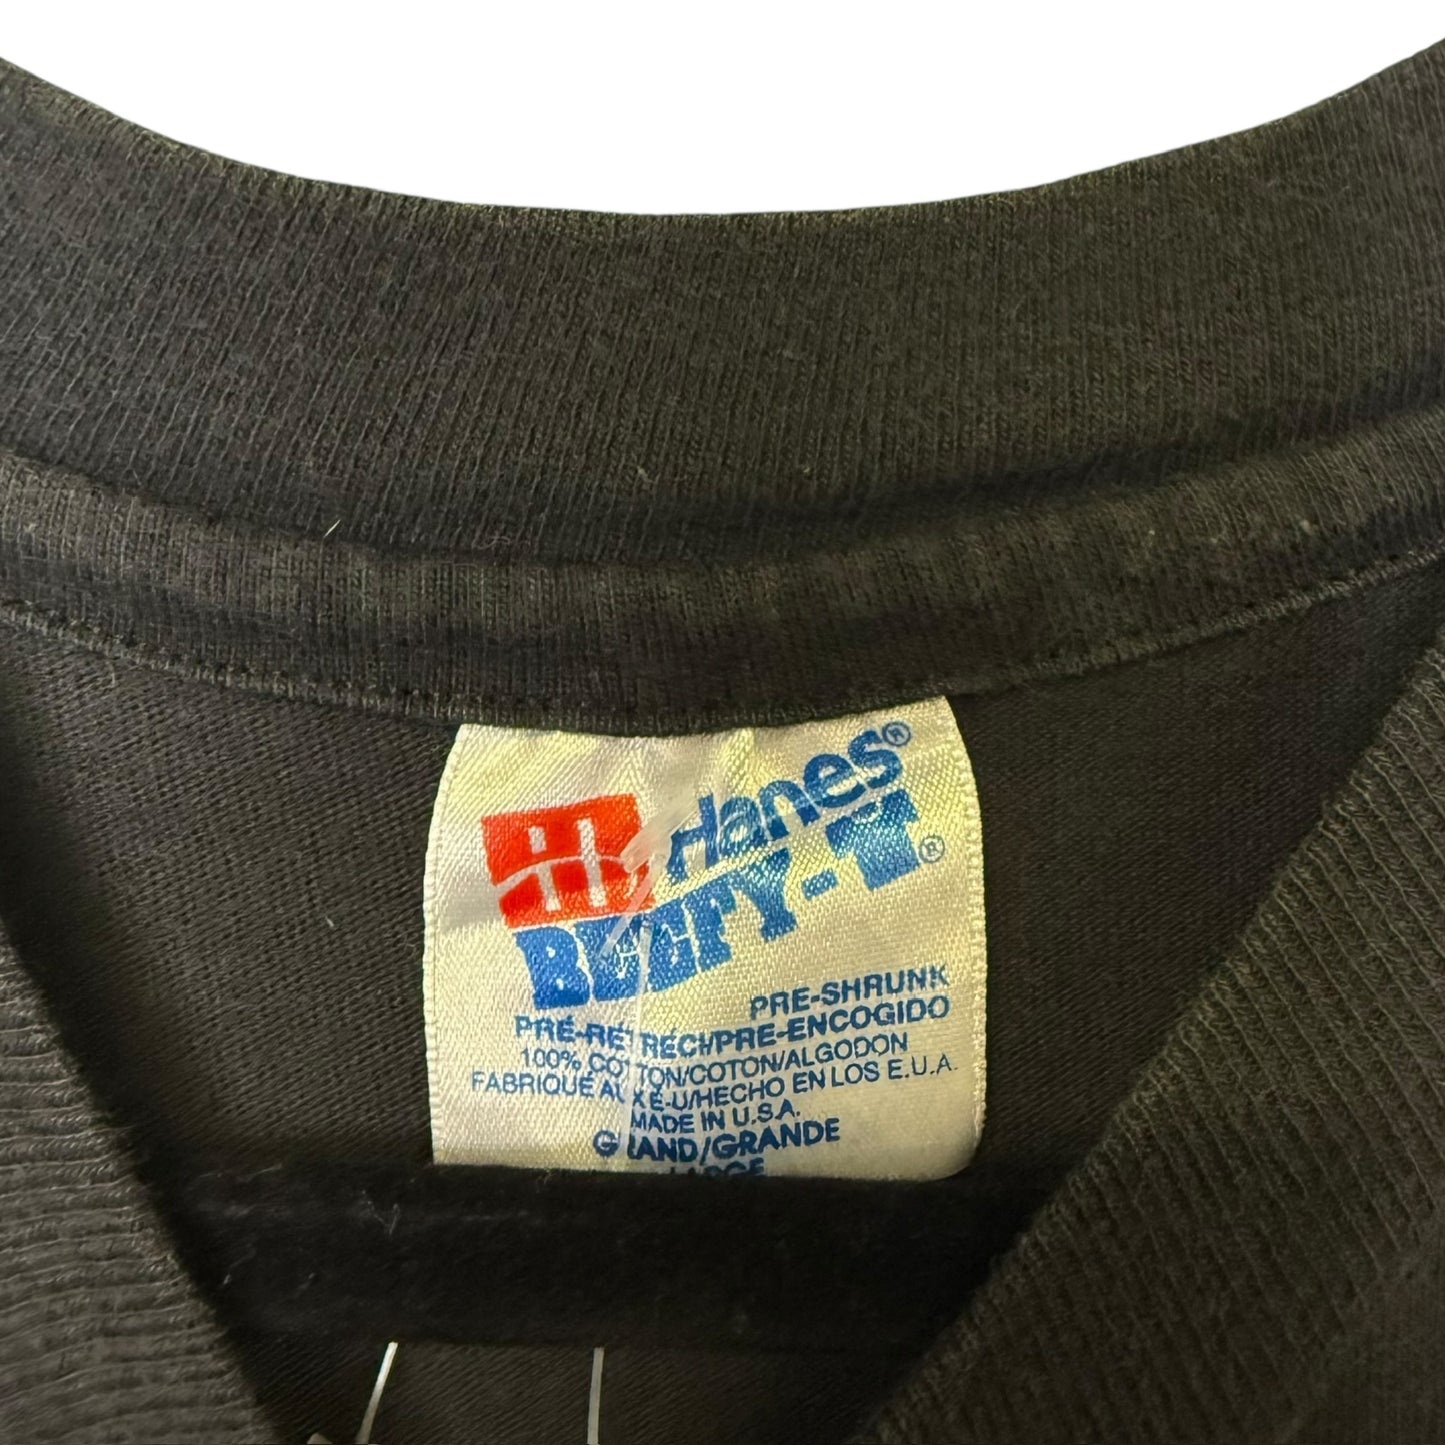 Hanes®
BEEFY-T®
PRE-SHRUNK
PRÉ-RÉTRÉCI/PRE-ENCOGIDO
100% COTTON/COTON/ALGODON
FABRIQUÉ AUX É-U/HECHO EN LOS E.U.A.
MADE IN U.S.A.
GRAND/GRANDE
LARGE